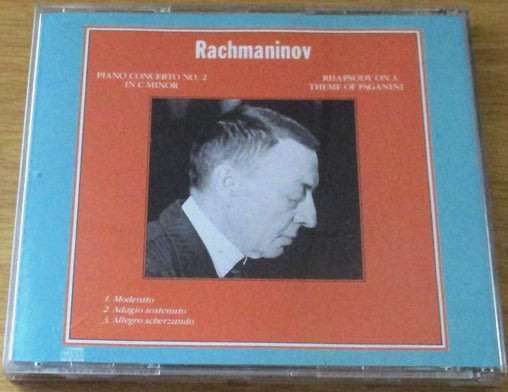 Rachmaninov
PIANO CONCERTO NO. 2
IN C MINOR
RHAPSODY ON A
THEME OF PAGANINI
1. Moderato
2. Adagio sostenuto
3. Allegro scherzando